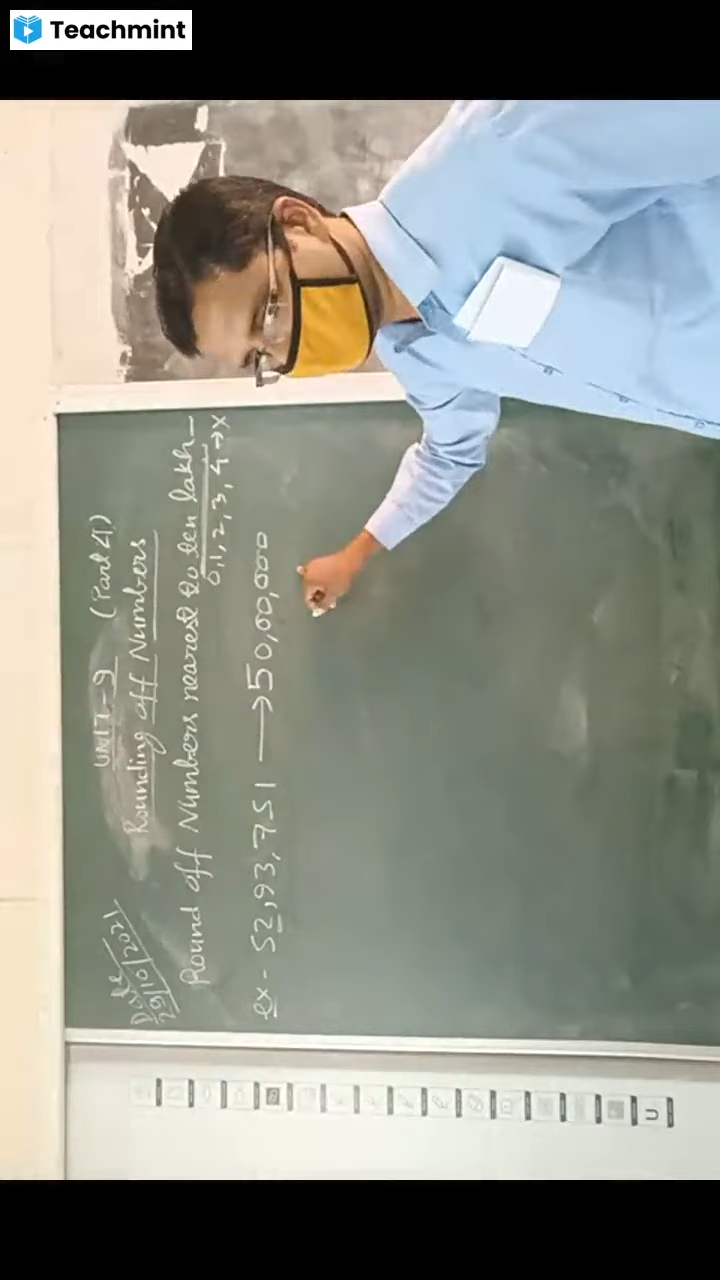 Teachmint
Date
29/10/2021
UNIT-9 (Part 4)
Rounding off Numbers
Round off Numbers nearest to ten lakh-
0,1,2,3,4→x
ex- 52,93,751 → 50,00,000
U